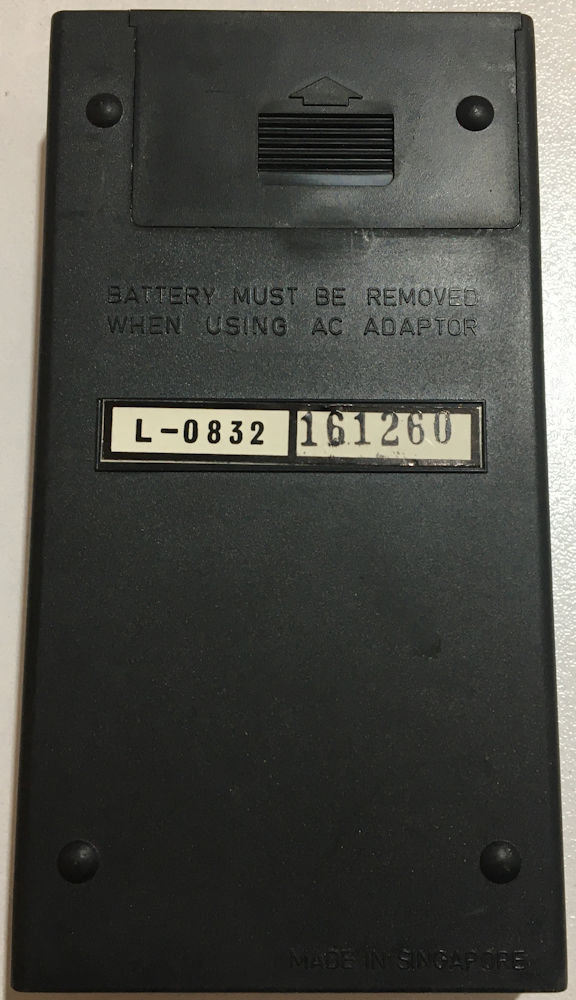 BATTERY MUST BE REMOVED
WHEN USING AC ADAPTOR
L-0832 161260
MADE IN SINGAPORE